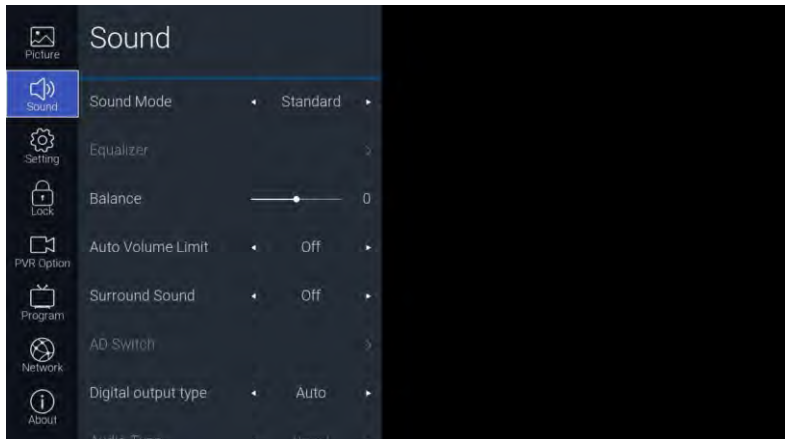 Picture
Sound
Setting
Lock
PVR Option
Program
Network
About
Sound
Sound Mode Standard
Equalizer
Balance 0
Auto Volume Limit Off
Surround Sound Off
AD Switch
Digital output type Auto